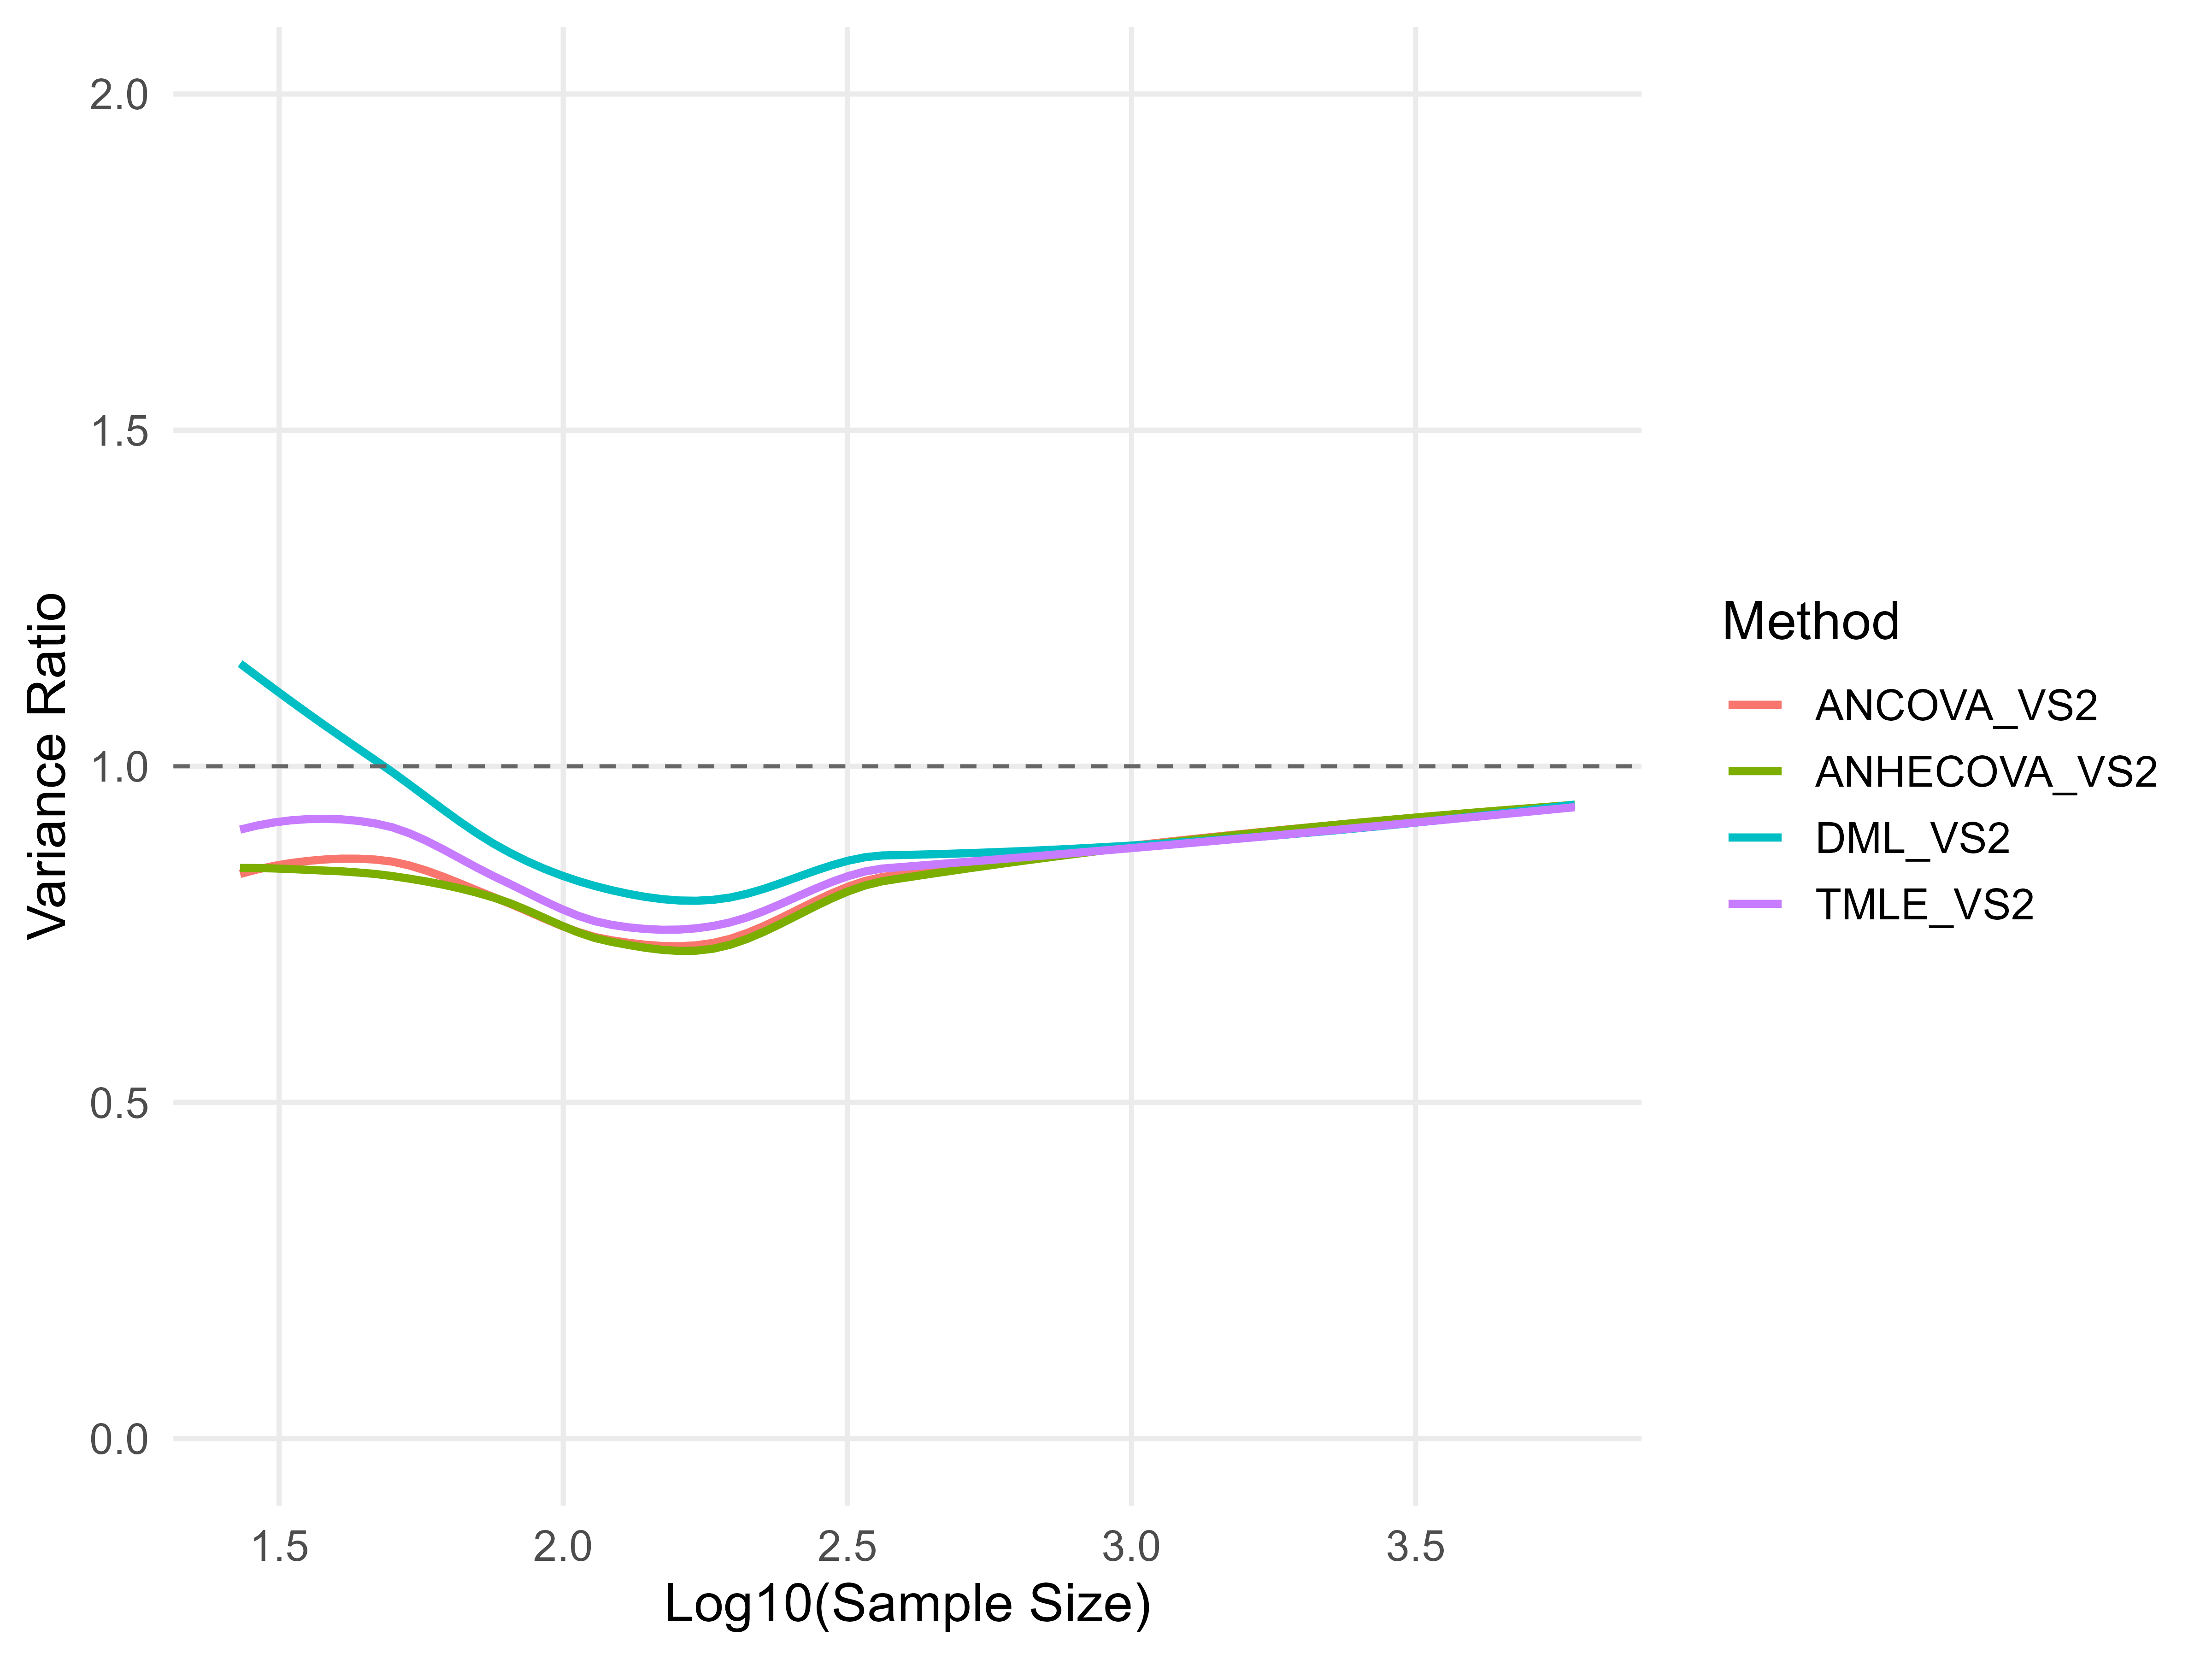 2.0
1.5
1.0
0.5
0.0
Variance Ratio
1.5 2.0 2.5 3.0 3.5
Log10(Sample Size)
Method
ANCOVA_VS2
ANHECOVA_VS2
DML_VS2
TMLE_VS2